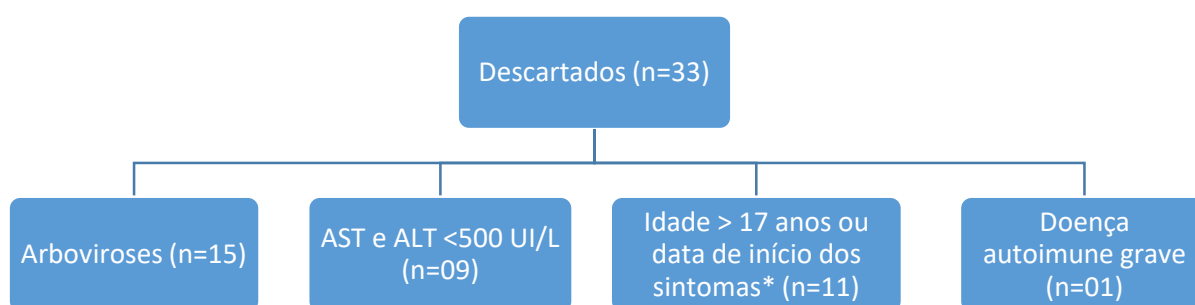 Descartados (n=33)
Arboviroses (n=15)
AST e ALT <500 UI/L
(n=09)
Idade > 17 anos ou
data de início dos
sintomas* (n=11)
Doença
autoimune grave
(n=01)